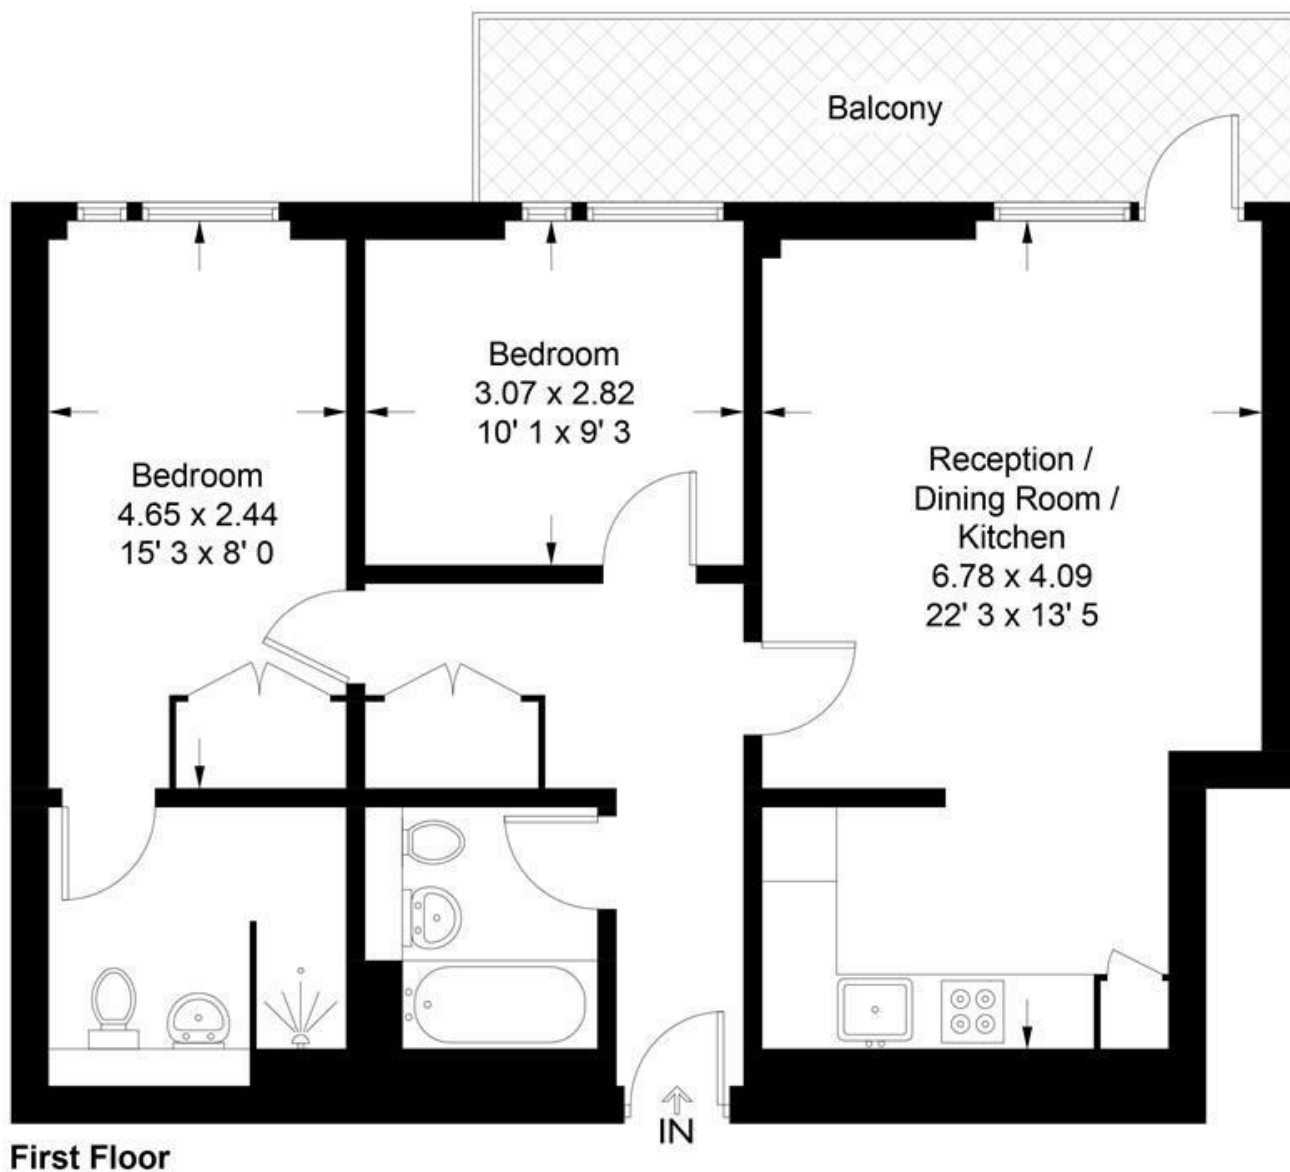 Balcony
Bedroom
3.07 x 2.82
10' 1 x 9' 3
Bedroom
4.65 x 2.44
15' 3 x 8' 0
Reception /
Dining Room /
Kitchen
6.78 x 4.09
22' 3 x 13' 5
IN
First Floor